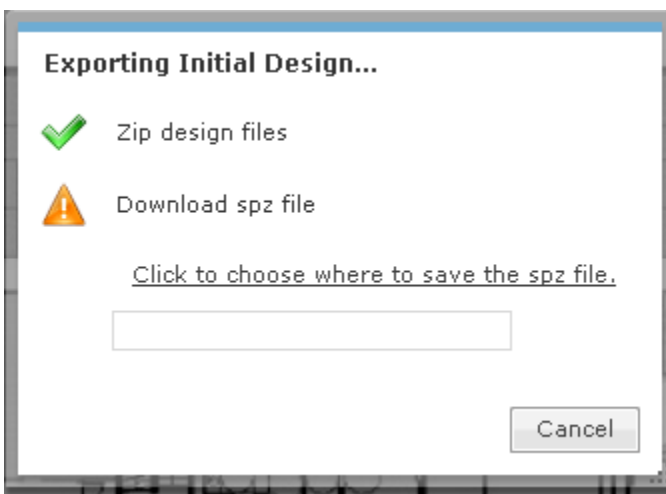 Exporting Initial Design...
Zip design files
Download spz file
Click to choose where to save the spz file.
Cancel